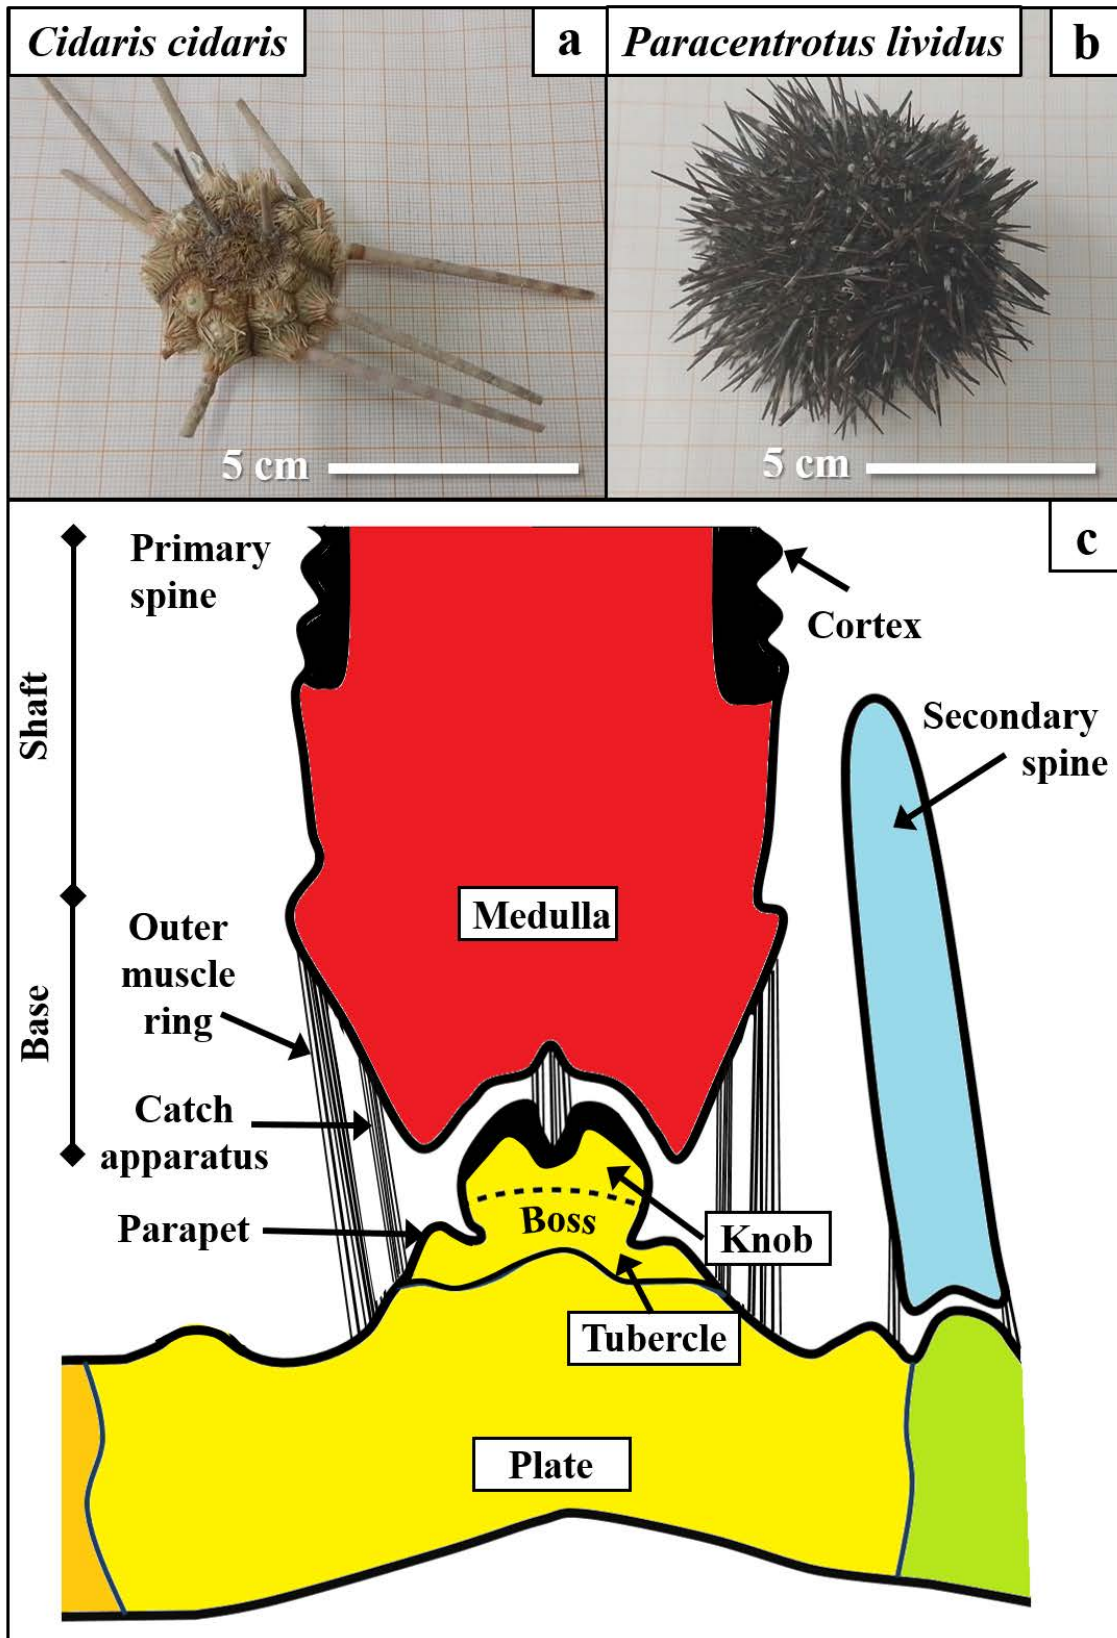 Cidaris cidaris
a
Paracentrotus lividus
b
5 cm
5 cm
c
Primary
spine
Cortex
Shaft
Secondary
spine
Medulla
Outer
muscle
ring
Base
Catch
apparatus
Parapet
Boss
Knob
Tubercle
Plate